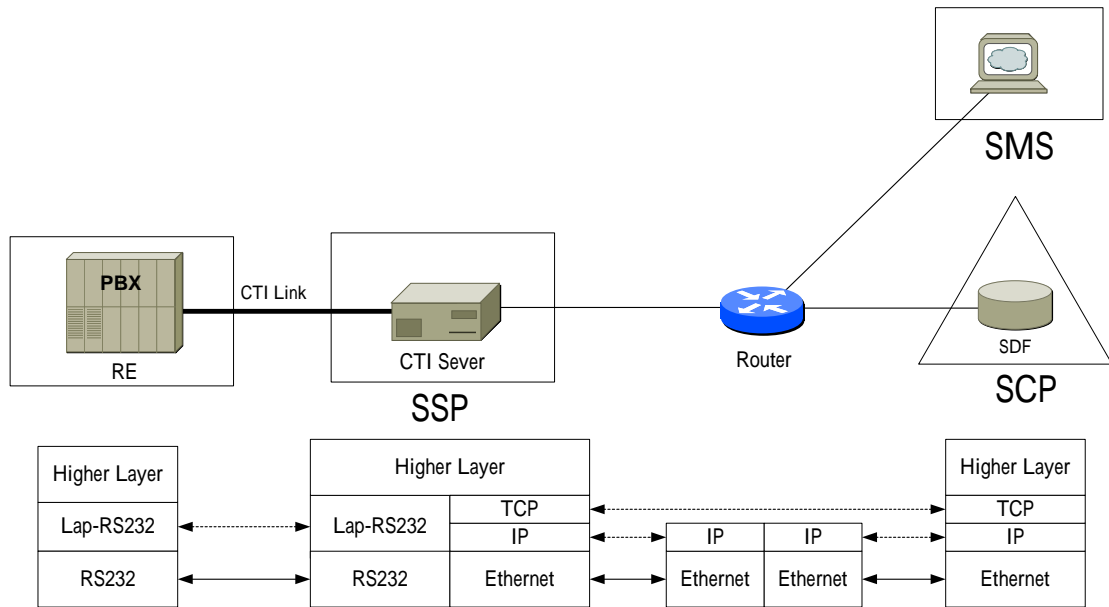 SMS
PBX
CTI Link
RE
CTI Sever
SSP
Router
SDF
SCP
Higher Layer
Lap-RS232
RS232
Higher Layer
Lap-RS232
TCP
IP
RS232
Ethernet
IP
IP
Ethernet
Ethernet
Higher Layer
TCP
IP
Ethernet